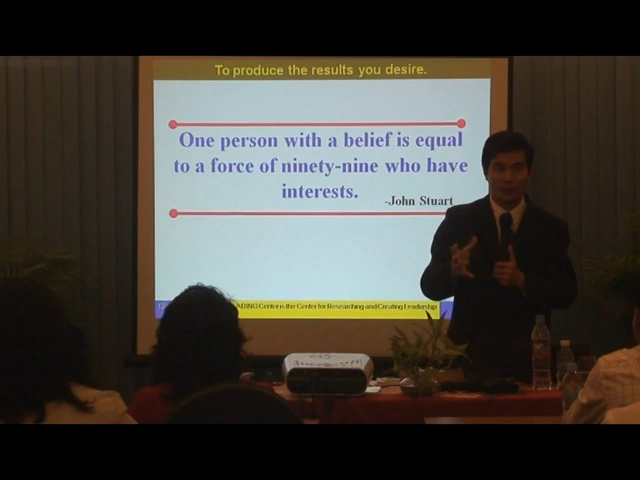 To produce the results you desire.
One person with a belief is equal
to a force of ninety-nine who have
interests.
-John Stuart
ADING Center is the Center for Researching and Creating Leadership